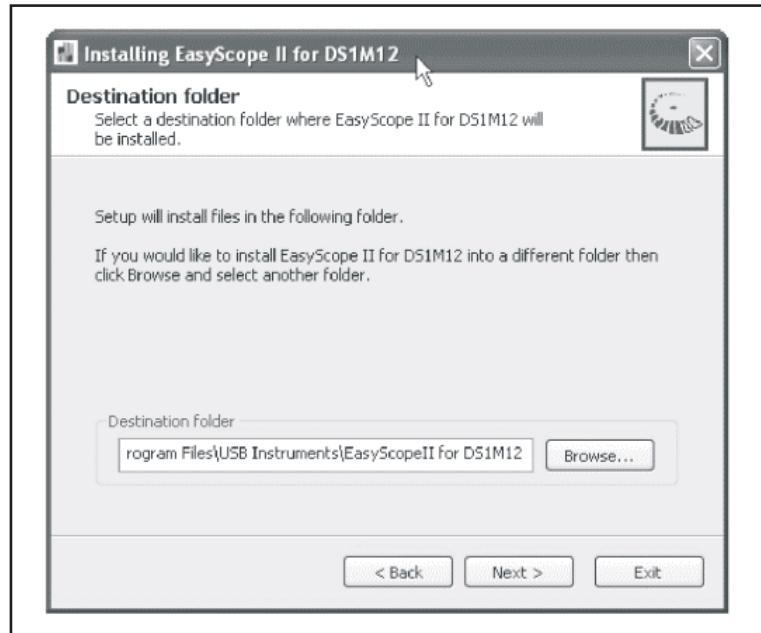 Installing EasyScope II for DS1M12
Destination folder
Select a destination folder where EasyScope II for DS1M12 will
be installed.
Setup will install files in the following folder.
If you would like to install EasyScope II for DS1M12 into a different folder then
click Browse and select another folder.
Destination folder
rogram Files\USB Instruments\EasyScopeII for DS1M12
Browse...
< Back
Next >
Exit